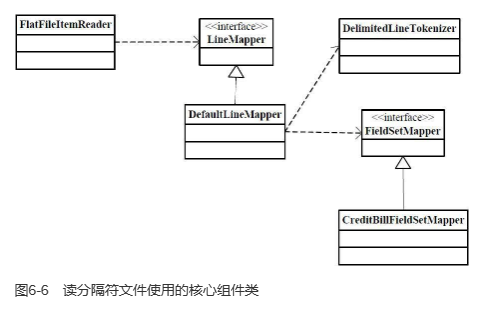 FlatFileItemReader
<<interface>>
LineMapper
DelimitedLineTokenizer
DefaultLineMapper
<<interface>>
FieldSetMapper
CreditBillFieldSetMapper
图6-6 读分隔符文件使用的核心组件类